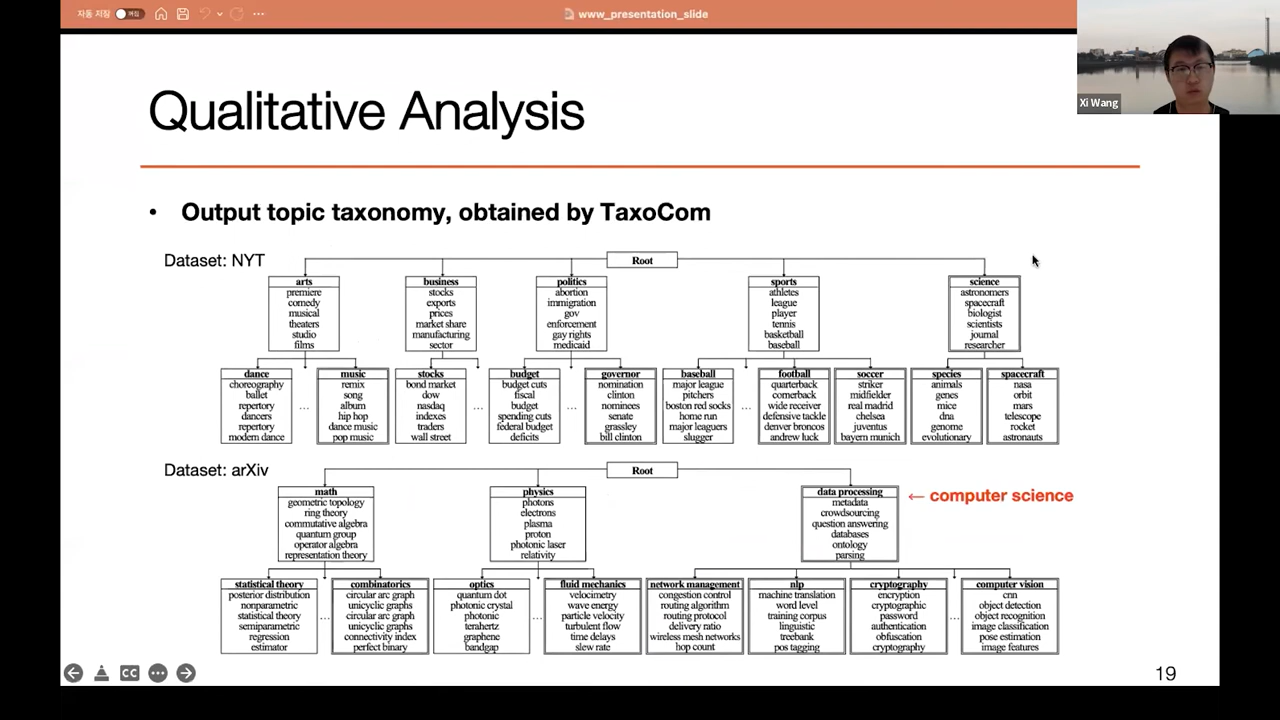 자동 저장 꺼짐 www_presentation_slide
Xi Wang
Qualitative Analysis
• Output topic taxonomy, obtained by TaxoCom
Dataset: NYT
Root
arts business politics sports science
premiere stocks abortion athletes astronomers
comedy exports immigration league spacecraft
musical prices gov player biologist
theaters market share enforcement tennis scientists
studio manufacturing gay rights basketball journal
films sector medicaid baseball researcher
dance music stocks budget governor baseball football soccer species spacecraft
choreography remix bond market budget cuts nomination major league quarterback striker animals nasa
ballet song dow fiscal clinton pitchers cornerback midfielder genes orbit
repertory album nasdaq budget nominees boston red socks wide receiver real madrid mice mars
dancers hip hop indexes spending cuts senate home run defensive tackle chelsea dna telescope
repertory dance music traders federal budget grassley major leaguers denver broncos juventus genome rocket
modern dance pop music wall street deficits bill clinton slugger andrew luck bayern munich evolutionary astronauts
... ... ... ...
Dataset: arXiv
Root
math physics data processing ← computer science
geometric topology photons metadata
ring theory electrons crowdsourcing
commutative algebra plasma question answering
quantum group proton databases
operator algebra photonic laser ontology
representation theory relativity parsing
statistical theory combinatorics optics fluid mechanics network management nlp cryptography computer vision
posterior distribution circular arc graph quantum dot velocimetry congestion control machine translation encryption cnn
nonparametric unicyclic graphs photonic crystal wave energy routing algorithm word level cryptographic object detection
statistical theory circular arc graph photonic particle velocity routing protocol training corpus password object recognition
semiparametric unicyclic graphs terahertz turbulent flow delivery ratio linguistic authentication image classification
regression connectivity index graphene time delays wireless mesh networks treebank obfuscation pose estimation
estimator perfect binary bandgap slew rate hop count pos tagging cryptography image features
... ... ...
CC
19